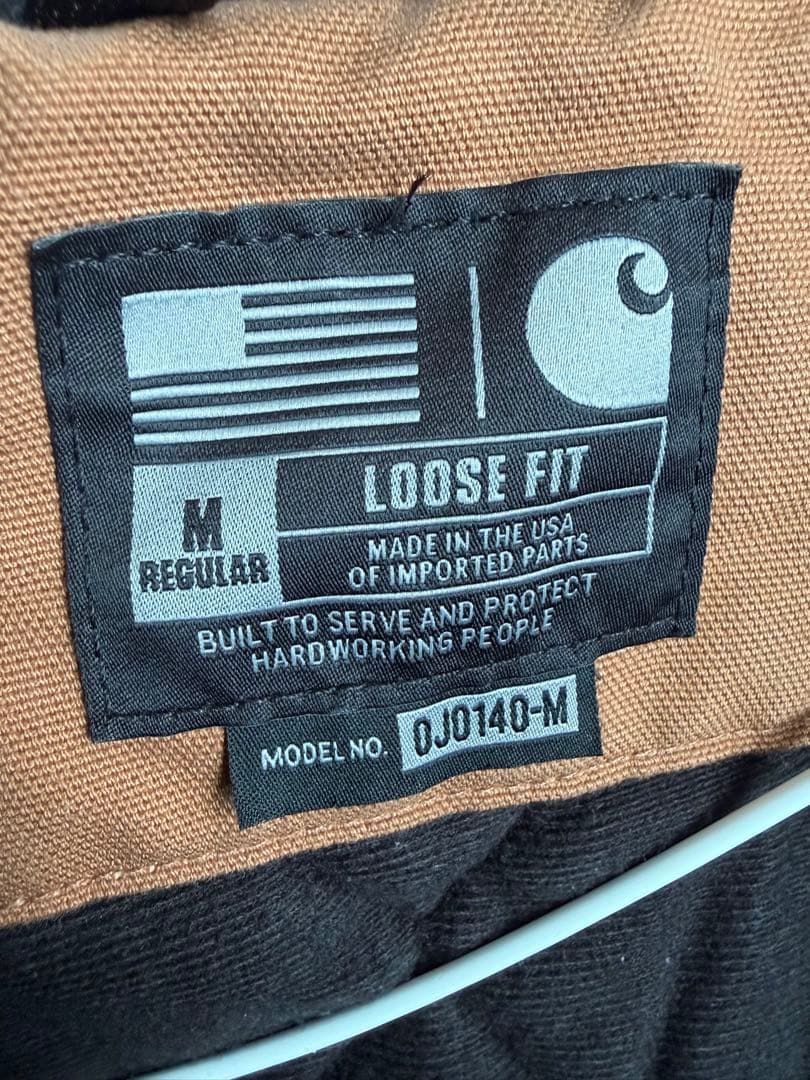 M
REGULAR
LOOSE FIT
MADE IN THE USA
OF IMPORTED PARTS
BUILT TO SERVE AND PROTECT
HARDWORKING PEOPLE
MODEL NO. 0J0140-M